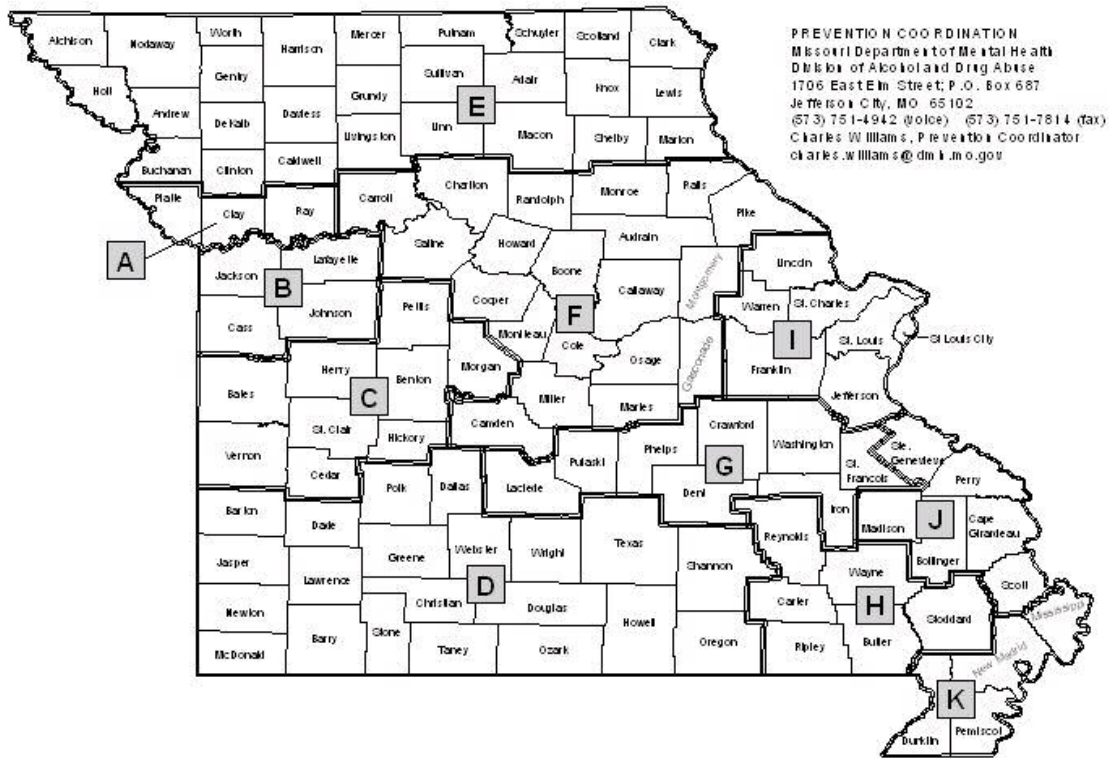 PREVENTION COORDINATION
Missouri Department of Mental Health
Division of Alcohol and Drug Abuse
1706 East Elm Street; P.O. Box 687
Jefferson City, MO 65102
(573) 751-4942 (voice) (573) 751-7814 (fax)
Charles Williams, Prevention Coordinator
charles.williams@dmh.mo.gov
Atchison
Nodaway
Worth
Harrison
Mercer
Putnam
Schuyler
Scotland
Clark
Holt
Gentry
Sullivan
Adair
Knox
Lewis
Andrew
DeKalb
Daviess
Grundy
E
Linn
Macon
Shelby
Marion
Livingston
Buchanan
Clinton
Caldwell
Platte
Clay
Ray
Carroll
Chariton
Randolph
Monroe
Ralls
Pike
A
Saline
Howard
Boone
Audrain
Callaway
Montgomery
Lincoln
Warren
St. Charles
Jackson
Lafayette
B
Johnson
Cass
Pettis
Cooper
Moniteau
F
Cole
Osage
Gasconade
I
Franklin
St. Louis
St Louis City
Jefferson
Bates
Henry
C
Benton
Morgan
Miller
Maries
Camden
St. Clair
Hickory
Vernon
Cedar
Polk
Dallas
Laclede
Pulaski
Phelps
Crawford
G
Dent
Washington
St.
Francois
Ste.
Genevieve
Perry
Iron
Madison
J
Cape
Girardeau
Bollinger
Barton
Dade
Jasper
Greene
Webster
Wright
Texas
Shannon
Reynolds
Wayne
Scott
Mississippi
Lawrence
Christian
D
Douglas
Howell
Carter
H
Stoddard
Newton
McDonald
Barry
Stone
Taney
Ozark
Oregon
Ripley
Butler
New Madrid
K
Dunklin
Pemiscot